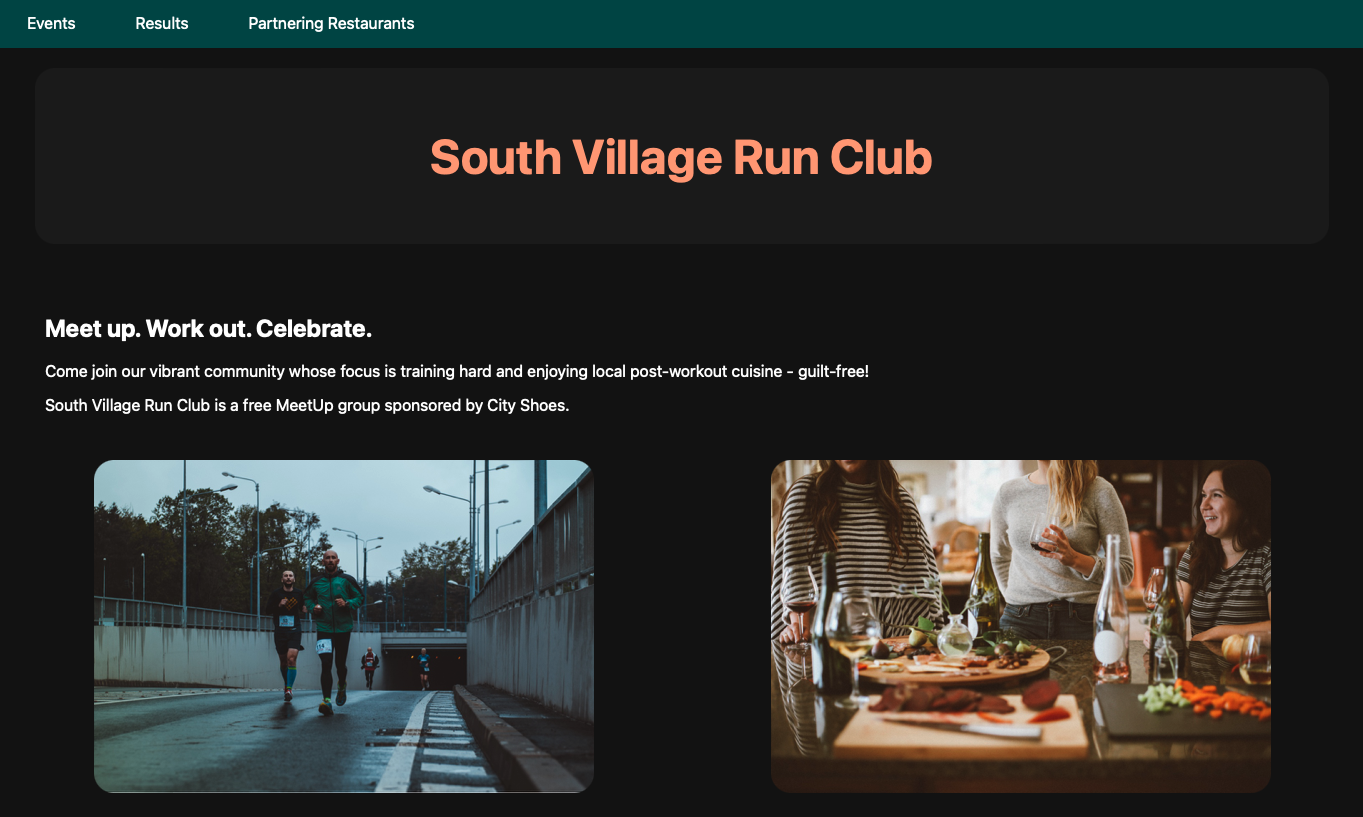 Events Results Partnering Restaurants
South Village Run Club
Meet up. Work out. Celebrate.
Come join our vibrant community whose focus is training hard and enjoying local post-workout cuisine - guilt-free!
South Village Run Club is a free MeetUp group sponsored by City Shoes.